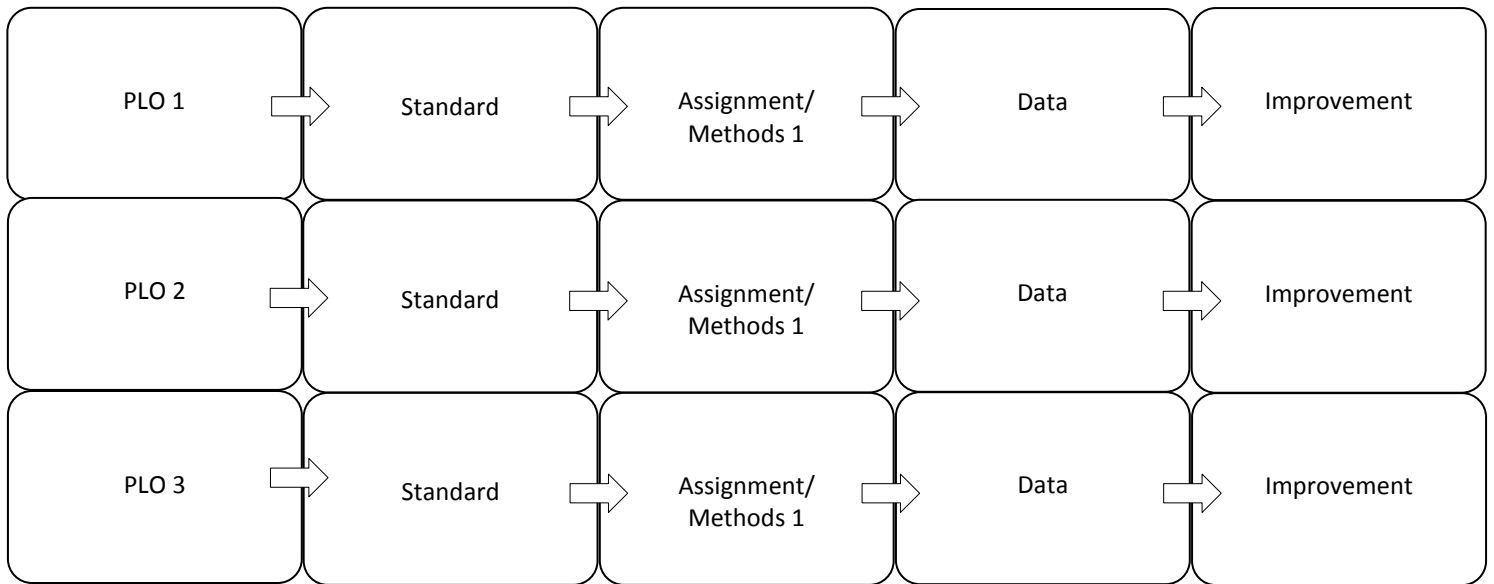 PLO 1
Standard
Assignment/
Methods 1
Data
Improvement
PLO 2
Standard
Assignment/
Methods 1
Data
Improvement
PLO 3
Standard
Assignment/
Methods 1
Data
Improvement